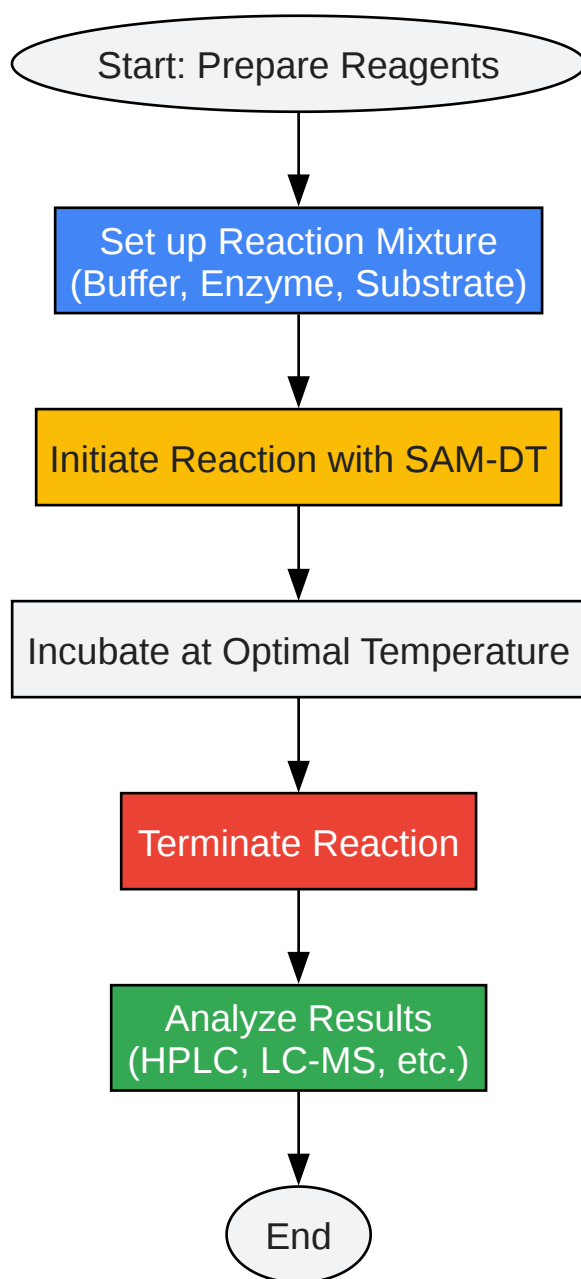 Start: Prepare Reagents
Set up Reaction Mixture
(Buffer, Enzyme, Substrate)
Initiate Reaction with SAM-DT
Incubate at Optimal Temperature
Terminate Reaction
Analyze Results
(HPLC, LC-MS, etc.)
End